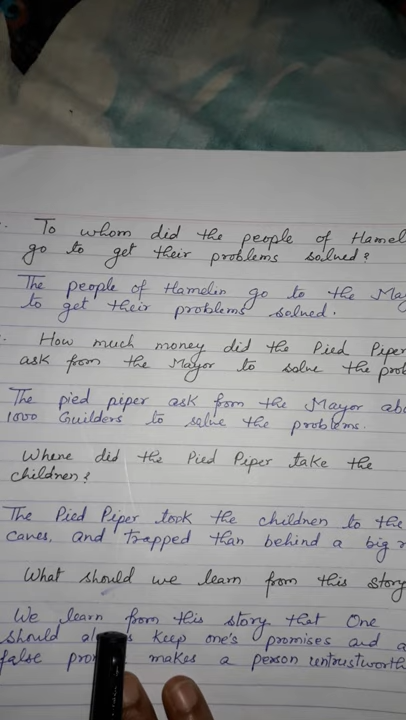 To whom did the people of Hamel
go to get their problems solved?
The people of Hamelin go to the May
to get their problems solved.
How much money did the Pied Piper
ask from the Mayor to solve the prob
The pied piper ask from the Mayor abo
1000 Guilders to solve the problems.
Where did the Pied Piper take the
children?
The Pied Piper took the children to the
caves, and Trapped than behind a big r
What should we learn from this story
We learn from this story that One
should keep one's promises and a
false makes a person untrustworth